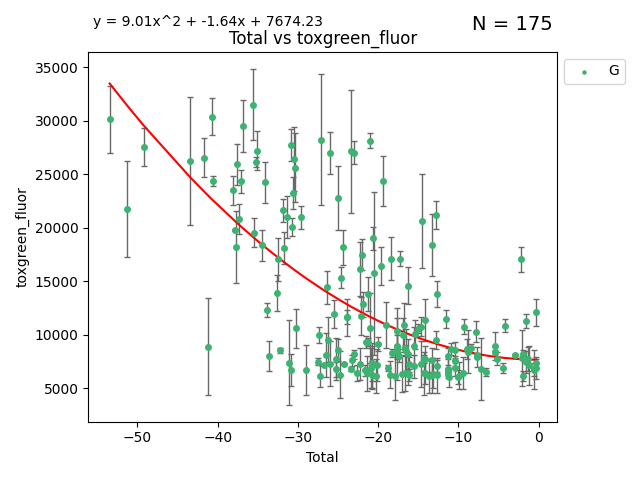 y = 9.01x^2 + -1.64x + 7674.23
N = 175
Total vs toxgreen_fluor
G
35000
30000
25000
20000
15000
10000
5000
toxgreen_fluor
−50 −40 −30 −20 −10 0
Total